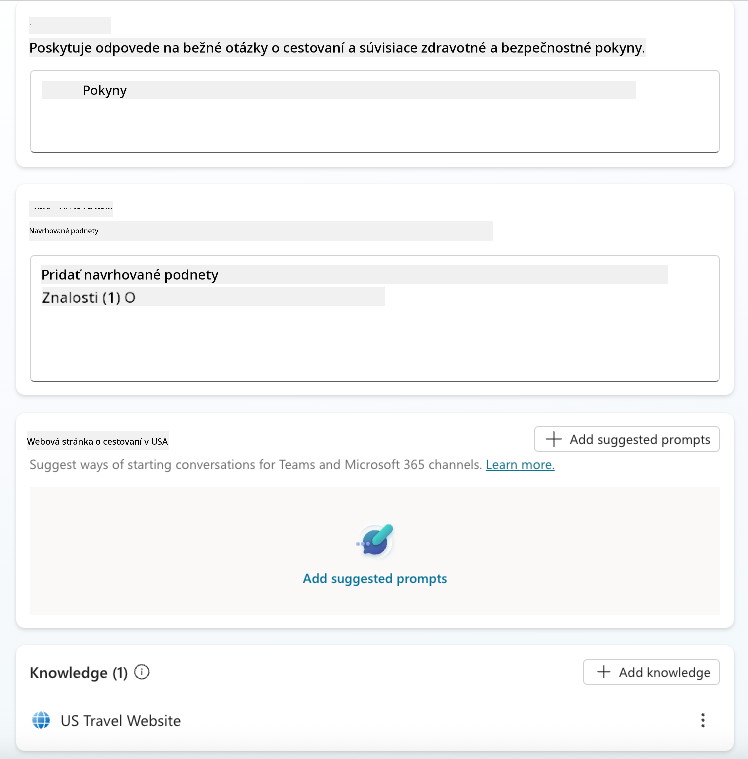 Poskytuje odpovede na bežné otázky o cestovaní a súvisiace zdravotné a bezpečnostné pokyny.
Pokyny
Navrhované podnety
Pridať navrhované podnety
Znalosti (1) O
Webová stránka o cestovaní v USA
Add suggested prompts
Suggest ways of starting conversations for Teams and Microsoft 365 channels. Learn more.
Add suggested prompts
Knowledge (1)
Add knowledge
US Travel Website